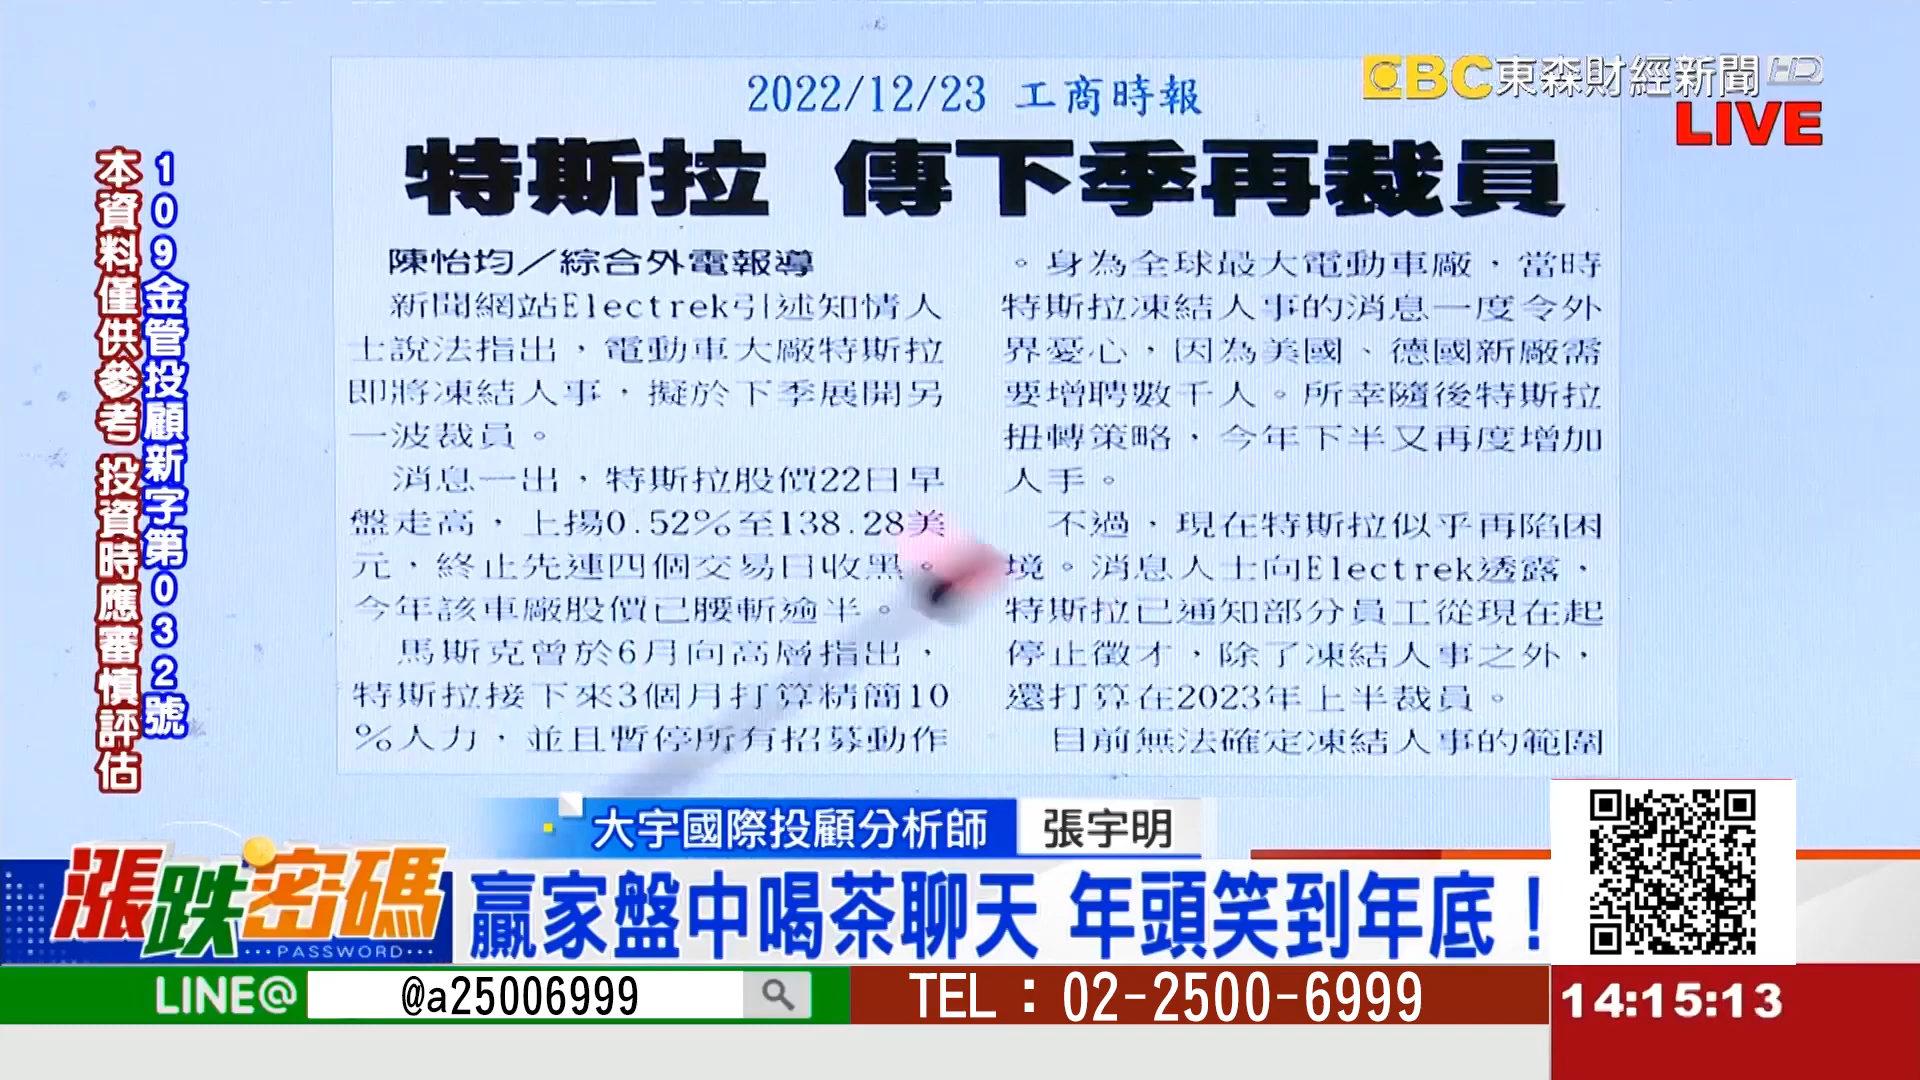 EBC東森財經新聞HD
LIVE
109金管投顧新字第032號
本資料僅供參考 投資時應審慎評估
2022/12/23 工商時報
特斯拉 傳下季再裁員
陳怡均／綜合外電報導
新聞網站Electrek引述知情人
士說法指出，電動車大廠特斯拉
即將凍結人事，擬於下季展開另
一波裁員。
消息一出，特斯拉股價22日早
盤走高，上揚0.52%至138.28美
元，終止先連四個交易日收黑。
今年該車廠股價已腰斬逾半。
馬斯克曾於6月向高層指出，
特斯拉接下來3個月打算精簡10
%人力，並且暫停所有招募動作
。身為全球最大電動車廠，當時
特斯拉凍結人事的消息一度令外
界憂心，因為美國、德國新廠需
要增聘數千人。所幸隨後特斯拉
扭轉策略，今年下半又再度增加
人手。
不過，現在特斯拉似乎再陷困
境。消息人士向Electrek透露，
特斯拉已通知部分員工從現在起
停止徵才，除了凍結人事之外，
還打算在2023年上半裁員。
目前無法確定凍結人事的範圍
大宇國際投顧分析師 張宇明
漲跌密碼
PASSWORD
贏家盤中喝茶聊天 年頭笑到年底！
LINE@ @a25006999
TEL：02-2500-6999
14:15:13